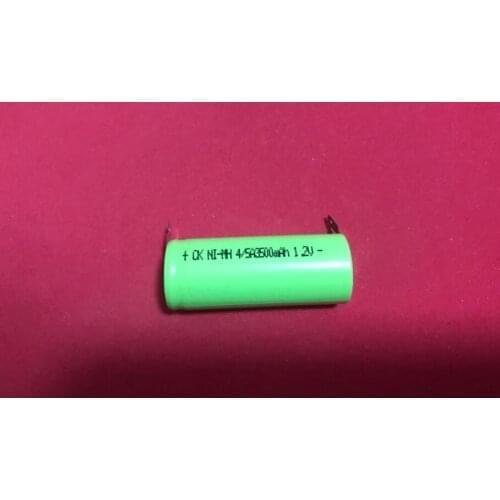 + CK NI-MH 4/5A3500mAh 1.2V -